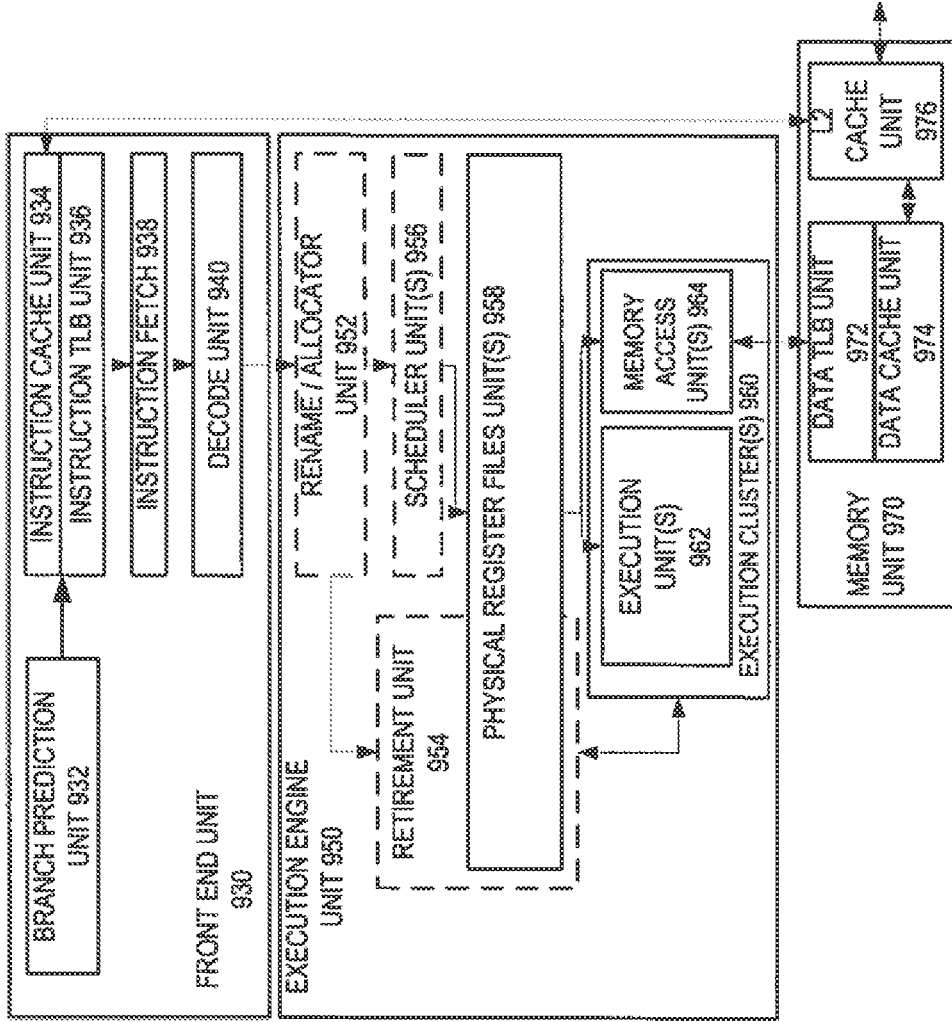 BRANCH PREDICTION
UNIT 932
INSTRUCTION CACHE UNIT 934
INSTRUCTION TLB UNIT 936
INSTRUCTION FETCH 938
DECODE UNIT 940
FRONT END UNIT
930
EXECUTION ENGINE
UNIT 950
RENAME / ALLOCATOR
UNIT 952
RETIREMENT UNIT
954
SCHEDULER UNIT(S) 956
PHYSICAL REGISTER FILES UNIT(S) 958
EXECUTION
UNIT(S)
962
MEMORY
ACCESS
UNIT(S) 964
EXECUTION CLUSTER(S) 960
MEMORY
UNIT 970
DATA TLB UNIT
972
DATA CACHE UNIT
974
L2
CACHE
UNIT
976